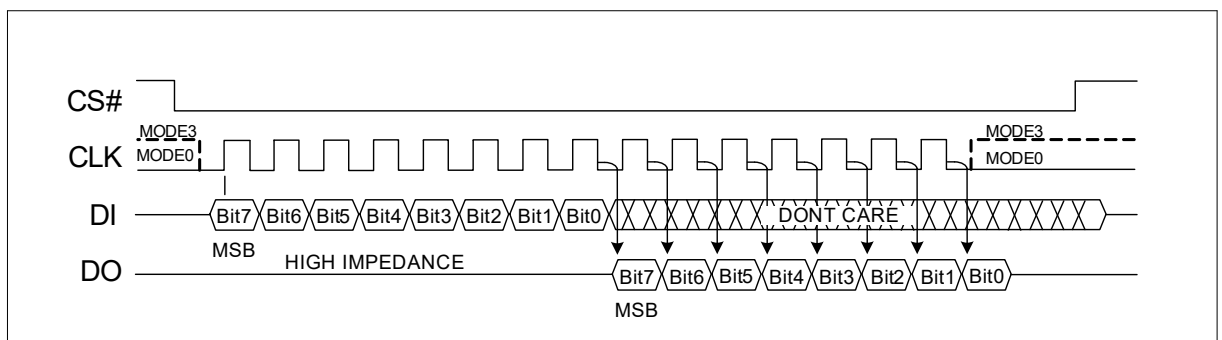 CS#
MODE3 MODE3
CLK MODE0 MODE0
DI Bit7 Bit6 Bit5 Bit4 Bit3 Bit2 Bit1 Bit0 DONT CARE
MSB HIGH IMPEDANCE
DO Bit7 Bit6 Bit5 Bit4 Bit3 Bit2 Bit1 Bit0
MSB